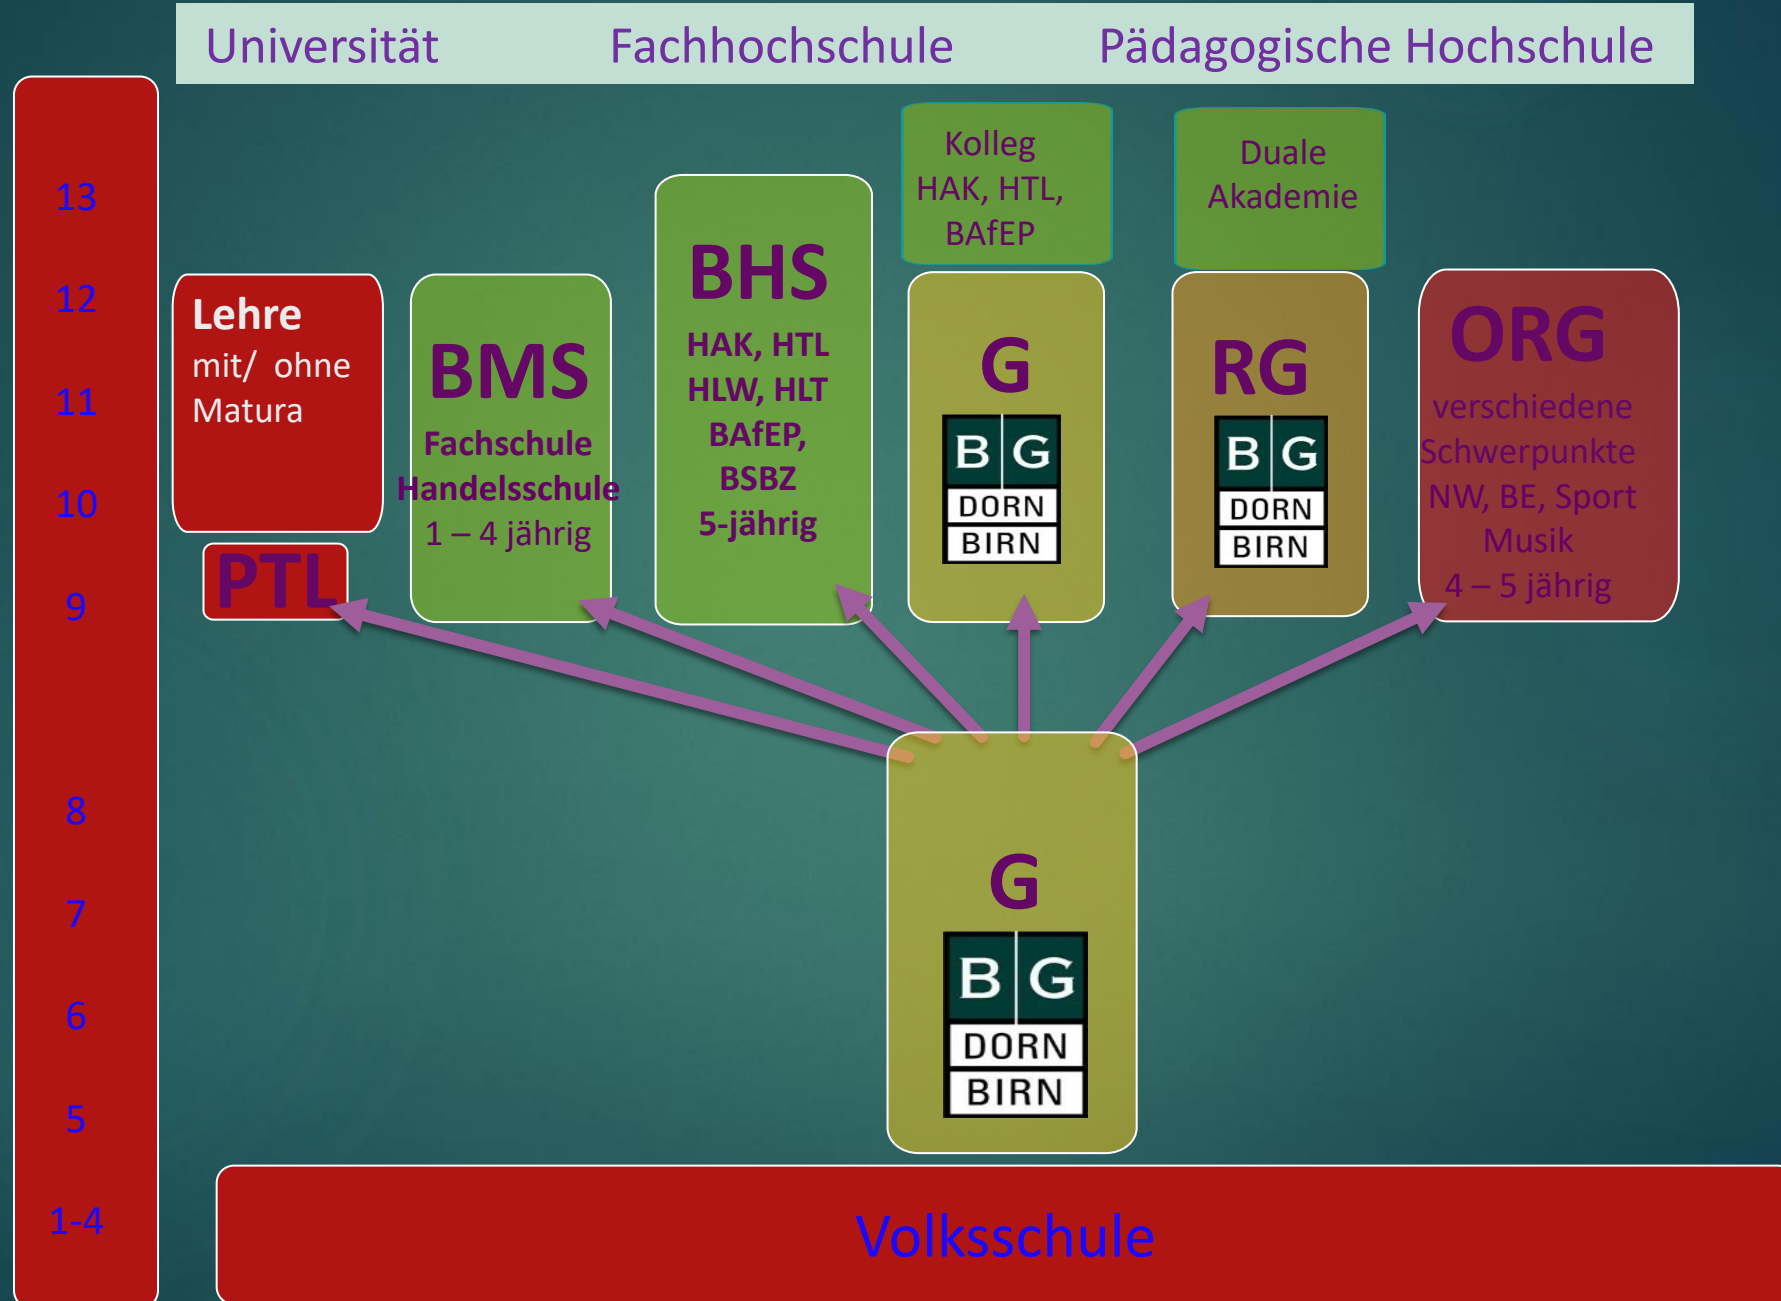 Universität Fachhochschule Pädagogische Hochschule
13
12
11
10
9
8
7
6
5
1-4
Lehre
mit/ ohne
Matura
PTL
BMS
Fachschule
Handelsschule
1 – 4 jährig
BHS
HAK, HTL
HLW, HLT
BAfEP,
BSBZ
5-jährig
Kolleg
HAK, HTL,
BAfEP
G
B G
DORN
BIRN
Duale
Akademie
RG
B G
DORN
BIRN
ORG
verschiedene
Schwerpunkte
NW, BE, Sport
Musik
4 – 5 jährig
G
B G
DORN
BIRN
Volksschule